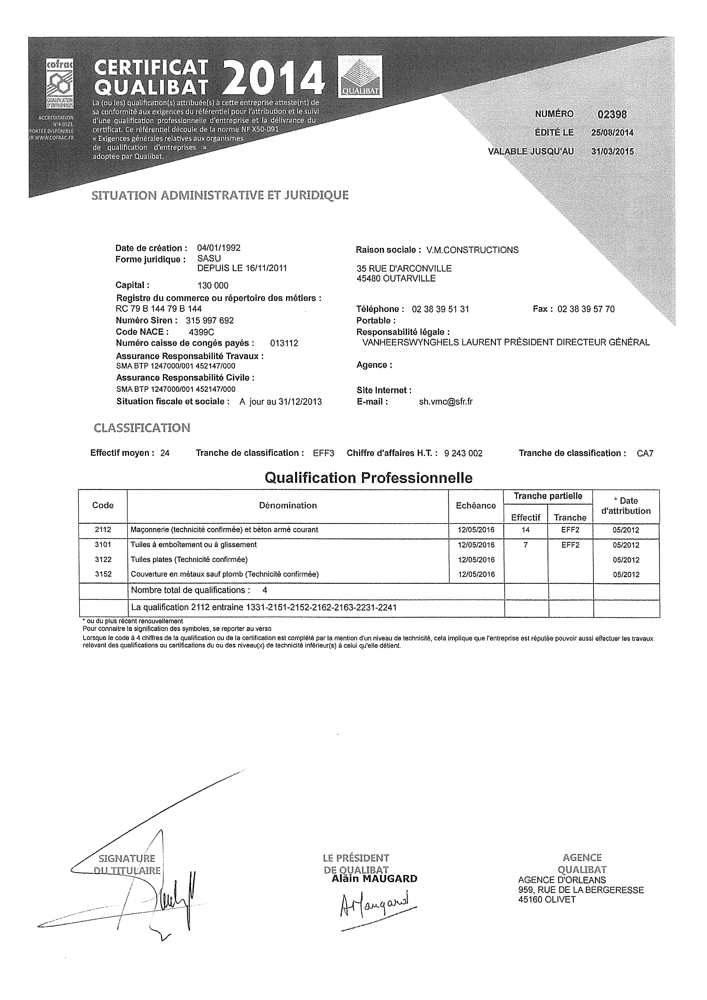 cofrac
QUALIFICATION
D'ENTREPRISES
ACCRÉDITATION
N°4-0523
PORTÉE DISPONIBLE
R WWW.COFRAC.FR
CERTIFICAT
QUALIBAT
2014
QUALIBAT
La (ou les) qualification(s) attribuée(s) à cette entreprise atteste(nt) de
sa conformité aux exigences du référentiel pour l'attribution et le suivi
d'une qualification professionnelle d'entreprise et la délivrance du
certificat. Ce référentiel découle de la norme NF X50-091
« Exigences générales relatives aux organismes
de qualification d'entreprises »
adoptée par Qualibat.
NUMÉRO 02398
ÉDITÉ LE 25/08/2014
VALABLE JUSQU'AU 31/03/2015
SITUATION ADMINISTRATIVE ET JURIDIQUE
Date de création : 04/01/1992
Forme juridique : SASU
DEPUIS LE 16/11/2011
Capital : 130 000
Registre du commerce ou répertoire des métiers :
RC 79 B 144 79 B 144
Numéro Siren : 315 997 692
Code NACE : 4399C
Numéro caisse de congés payés : 013112
Assurance Responsabilité Travaux :
SMA BTP 1247000/001 452147/000
Assurance Responsabilité Civile :
SMA BTP 1247000/001 452147/000
Situation fiscale et sociale : A jour au 31/12/2013
Raison sociale : V.M.CONSTRUCTIONS
35 RUE D'ARCONVILLE
45480 OUTARVILLE
Téléphone : 02 38 39 51 31 Fax : 02 38 39 57 70
Portable :
Responsabilité légale :
VANHEERSWYNGHELS LAURENT PRÉSIDENT DIRECTEUR GÉNÉRAL
Agence :
Site Internet :
E-mail : sh.vmc@sfr.fr
CLASSIFICATION
Effectif moyen : 24 Tranche de classification : EFF3 Chiffre d'affaires H.T. : 9 243 002 Tranche de classification : CA7
Qualification Professionnelle
Code Dénomination Echéance Tranche partielle * Date
d'attribution
Effectif Tranche
2112 Maçonnerie (technicité confirmée) et béton armé courant 12/05/2016 14 EFF2 05/2012
3101 Tuiles à emboîtement ou à glissement 12/05/2016 7 EFF2 05/2012
3122 Tuiles plates (Technicité confirmée) 12/05/2016 05/2012
3152 Couverture en métaux sauf plomb (Technicité confirmée) 12/05/2016 05/2012
Nombre total de qualifications : 4
La qualification 2112 entraine 1331-2151-2152-2162-2163-2231-2241
* ou du plus récent renouvellement
Pour connaitre la signification des symboles, se reporter au verso
Lorsque le code à 4 chiffres de la qualification ou de la certification est complété par la mention d'un niveau de technicité, cela implique que l'entreprise est réputée pouvoir aussi effectuer les travaux
relevant des qualifications ou certifications du ou des niveau(x) de technicité inférieur(s) à celui qu'elle détient.
SIGNATURE
DU TITULAIRE
LE PRÉSIDENT
DE QUALIBAT
Alain MAUGARD
AMaugard
AGENCE
QUALIBAT
AGENCE D'ORLEANS
959, RUE DE LA BERGERESSE
45160 OLIVET